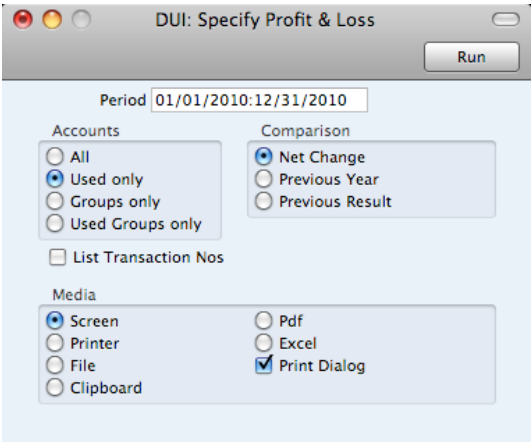 DUI: Specify Profit & Loss
Run
Period 01/01/2010:12/31/2010
Accounts
All
Used only
Groups only
Used Groups only
Comparison
Net Change
Previous Year
Previous Result
List Transaction Nos
Media
Screen
Printer
File
Clipboard
Pdf
Excel
Print Dialog